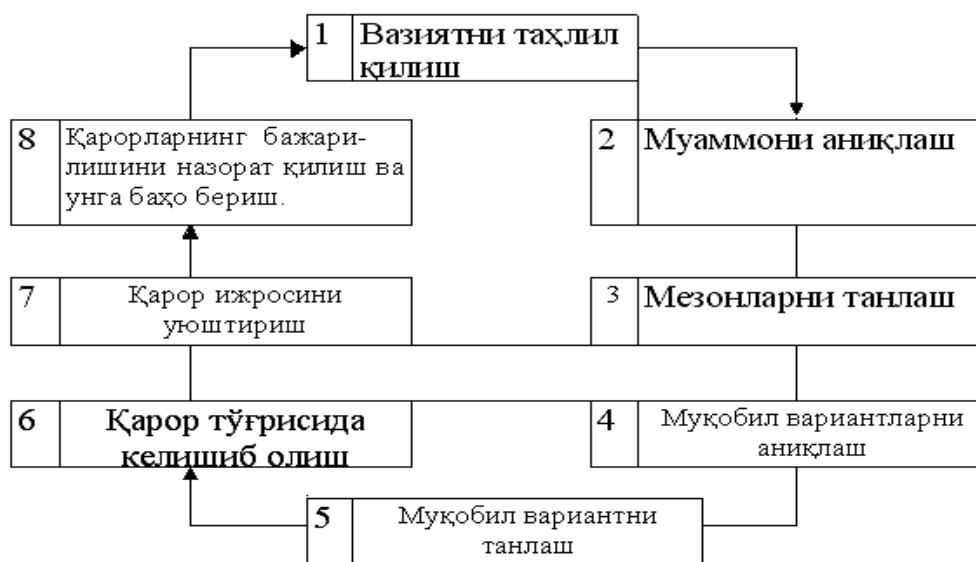 1 Вазиятни таҳлил
қилиш
2 Муаммони аниқлаш
3 Мезонларни танлаш
4 Муқобил вариантларни
аниқлаш
5 Муқобил вариантни
танлаш
6 Қарор тўғрисида
келишиб олиш
7 Қарор ижросини
уюштириш
8 Қарорларнинг бажари-
лишини назорат қилиш ва
унга баҳо бериш.